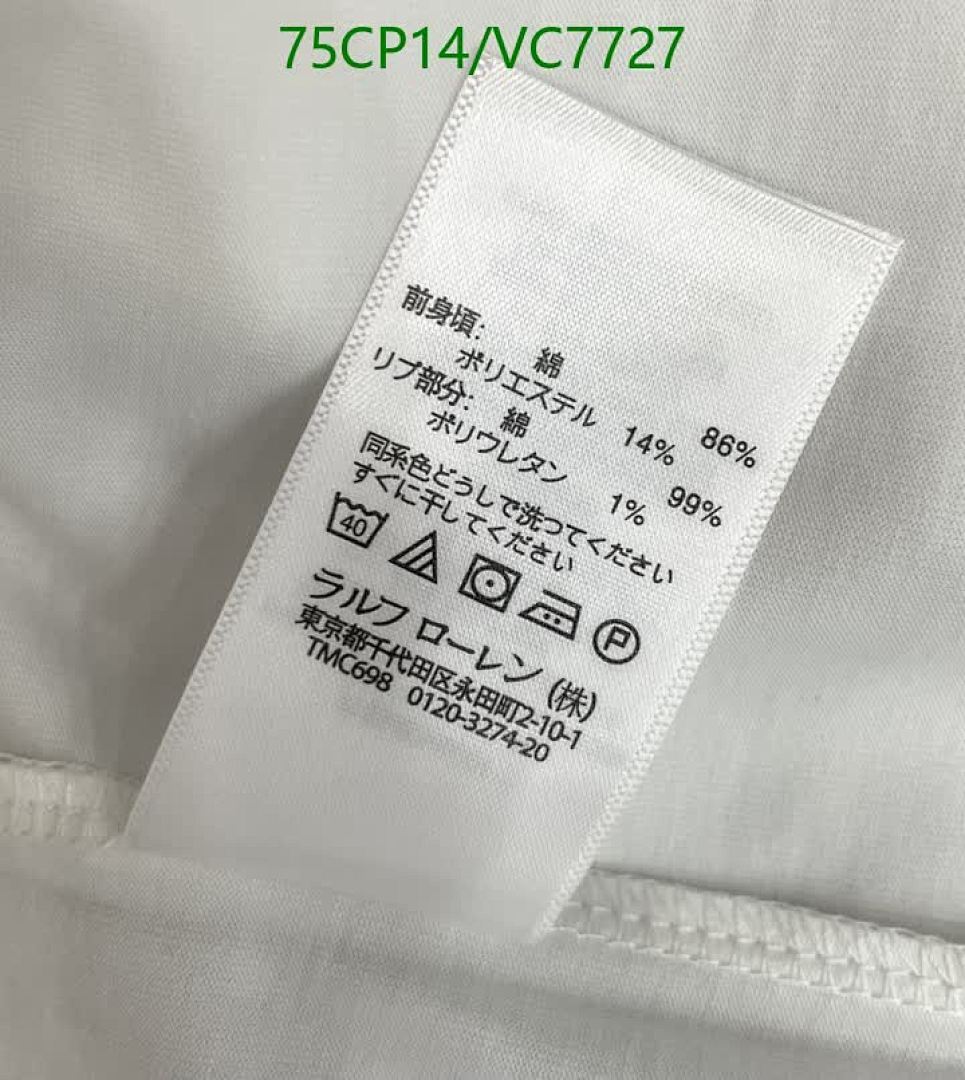 75CP14/VC7727
前身頃:
綿 86%
ポリエステル 14%
リブ部分: 綿 99%
ポリウレタン 1%
同系色どうしで洗つてください
すぐに干してください
40
P
ラルフ ローレン (株)
東京都千代田区永田町2-10-1
TMC698 0120-3274-20